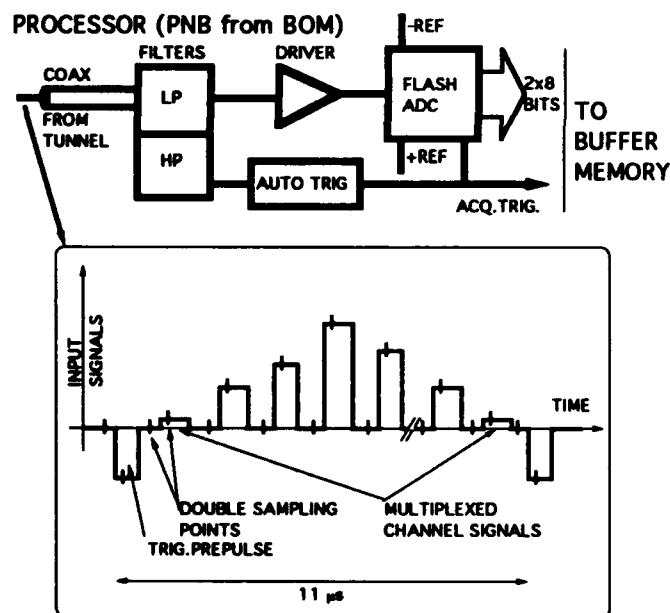 PROCESSOR (PNB from BOM)
-REF
FILTERS
DRIVER
COAX
LP
FLASH
ADC
2x8
BITS
FROM
TUNNEL
TO
BUFFER
MEMORY
HP
+REF
AUTO TRIG
ACQ.TRIG.
INPUT
SIGNALS
TIME
DOUBLE SAMPLING
POINTS
MULTIPLEXED
CHANNEL SIGNALS
TRIG.PREPULSE
11 µs